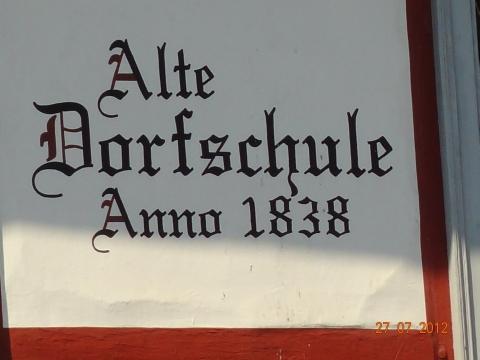 Alte
Dorfschule
Anno 1838
27.07.2012